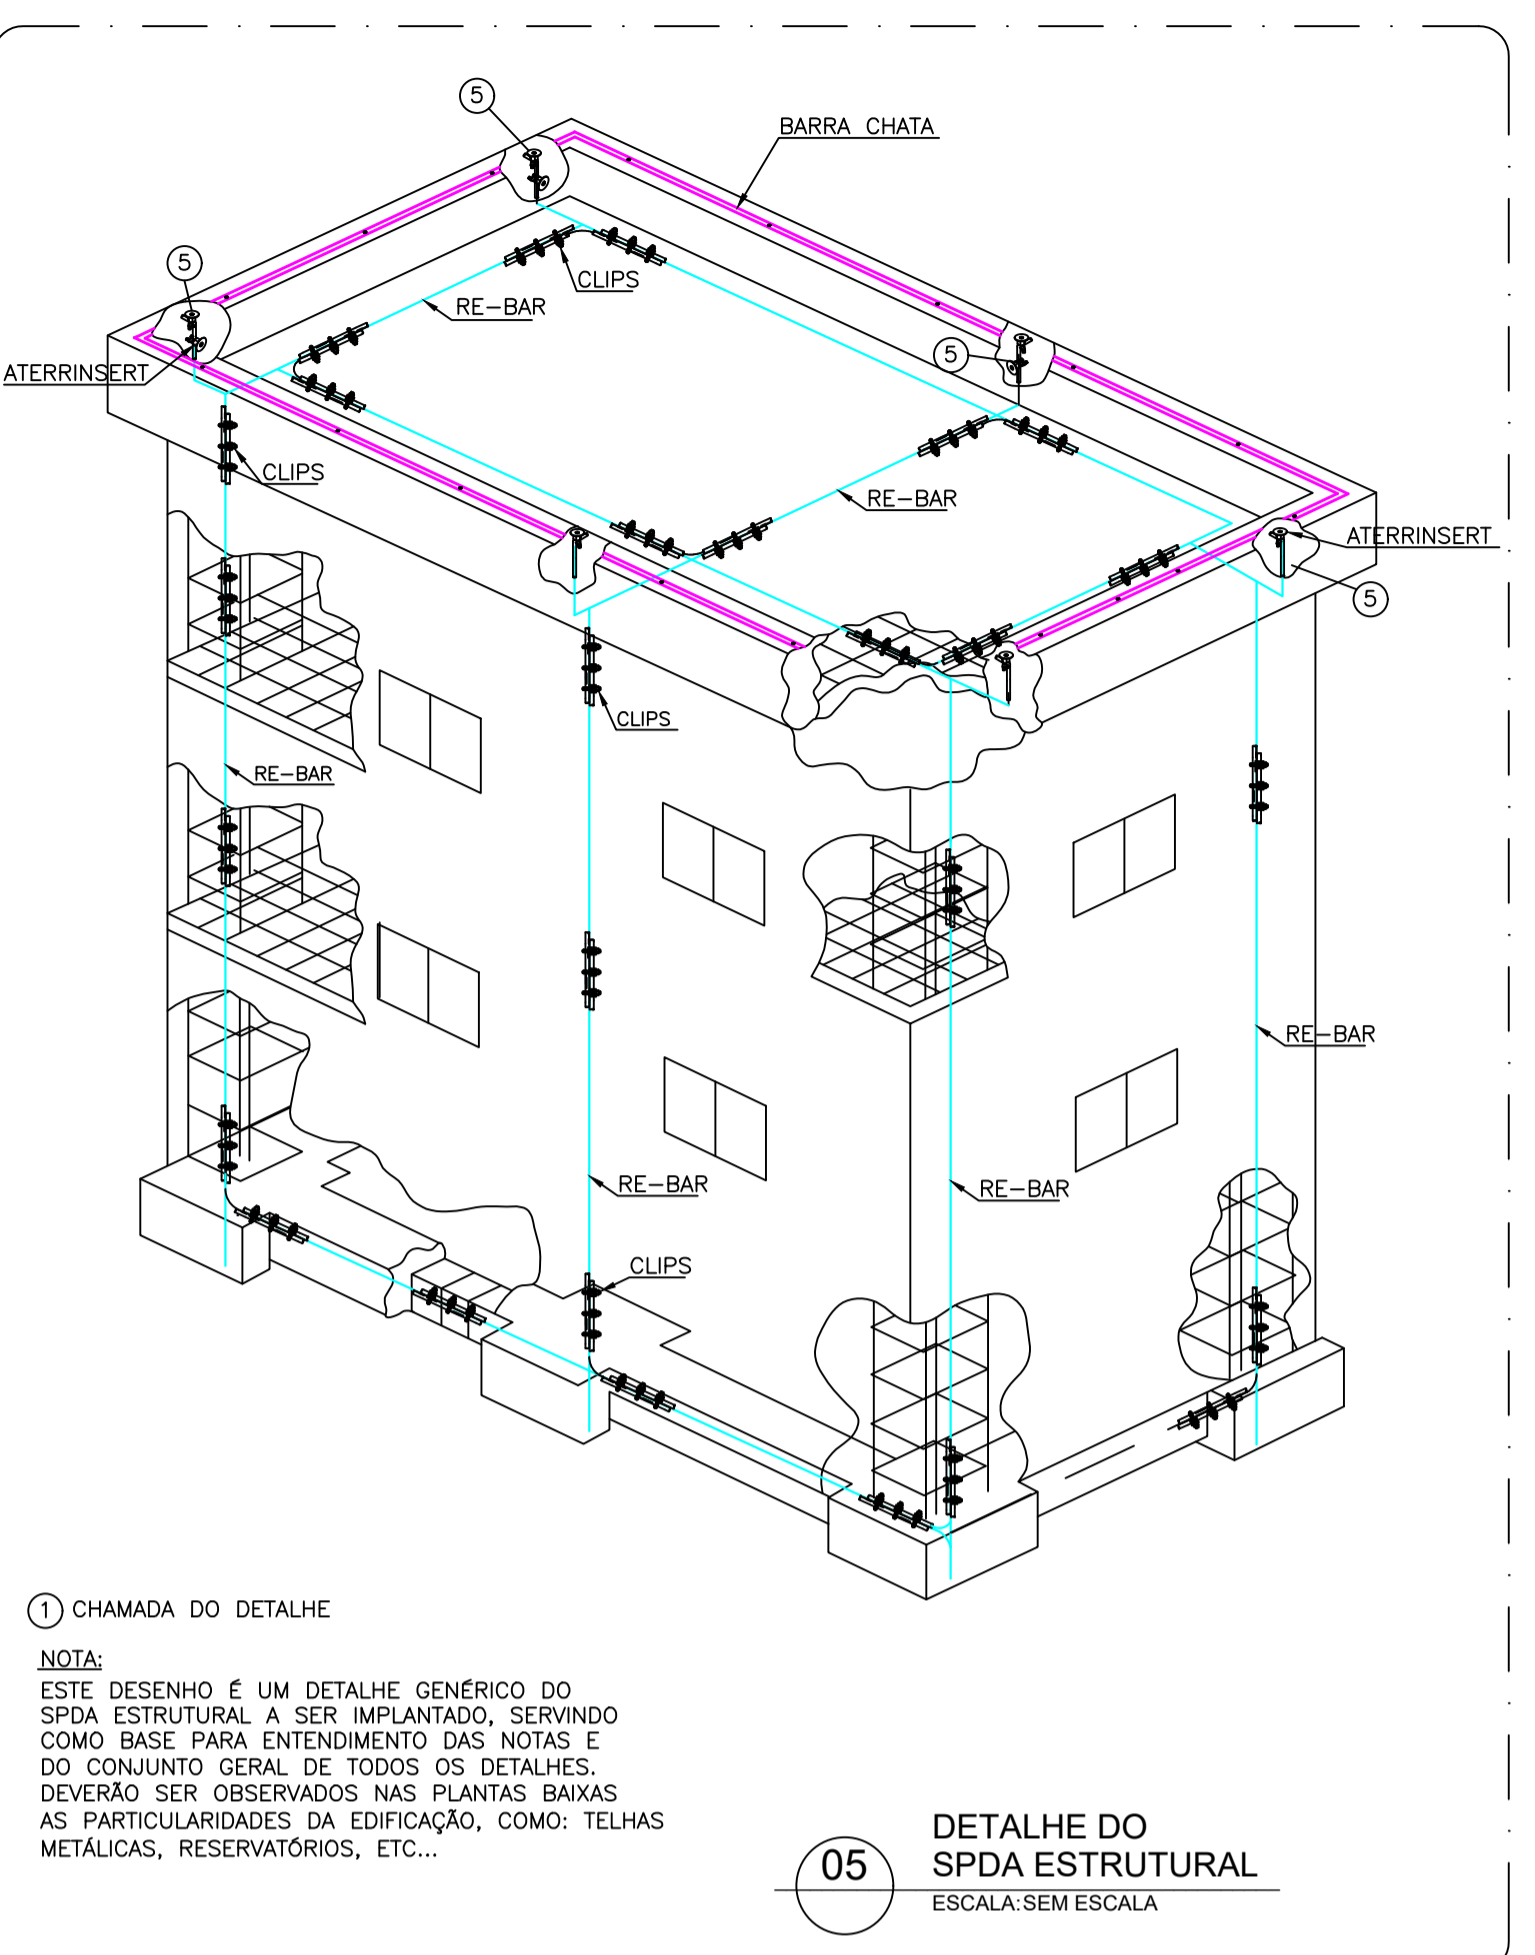 5
BARRA CHATA
5
CLIPS
RE-BAR
5
ATERRINSERT
CLIPS
RE-BAR
ATERRINSERT
5
CLIPS
RE-BAR
RE-BAR
RE-BAR
RE-BAR
CLIPS
1 CHAMADA DO DETALHE
NOTA:
ESTE DESENHO É UM DETALHE GENÉRICO DO
SPDA ESTRUTURAL A SER IMPLANTADO, SERVINDO
COMO BASE PARA ENTENDIMENTO DAS NOTAS E
DO CONJUNTO GERAL DE TODOS OS DETALHES.
DEVERÃO SER OBSERVADOS NAS PLANTAS BAIXAS
AS PARTICULARIDADES DA EDIFICAÇÃO, COMO: TELHAS
METÁLICAS, RESERVATÓRIOS, ETC...
05
DETALHE DO
SPDA ESTRUTURAL
ESCALA:SEM ESCALA